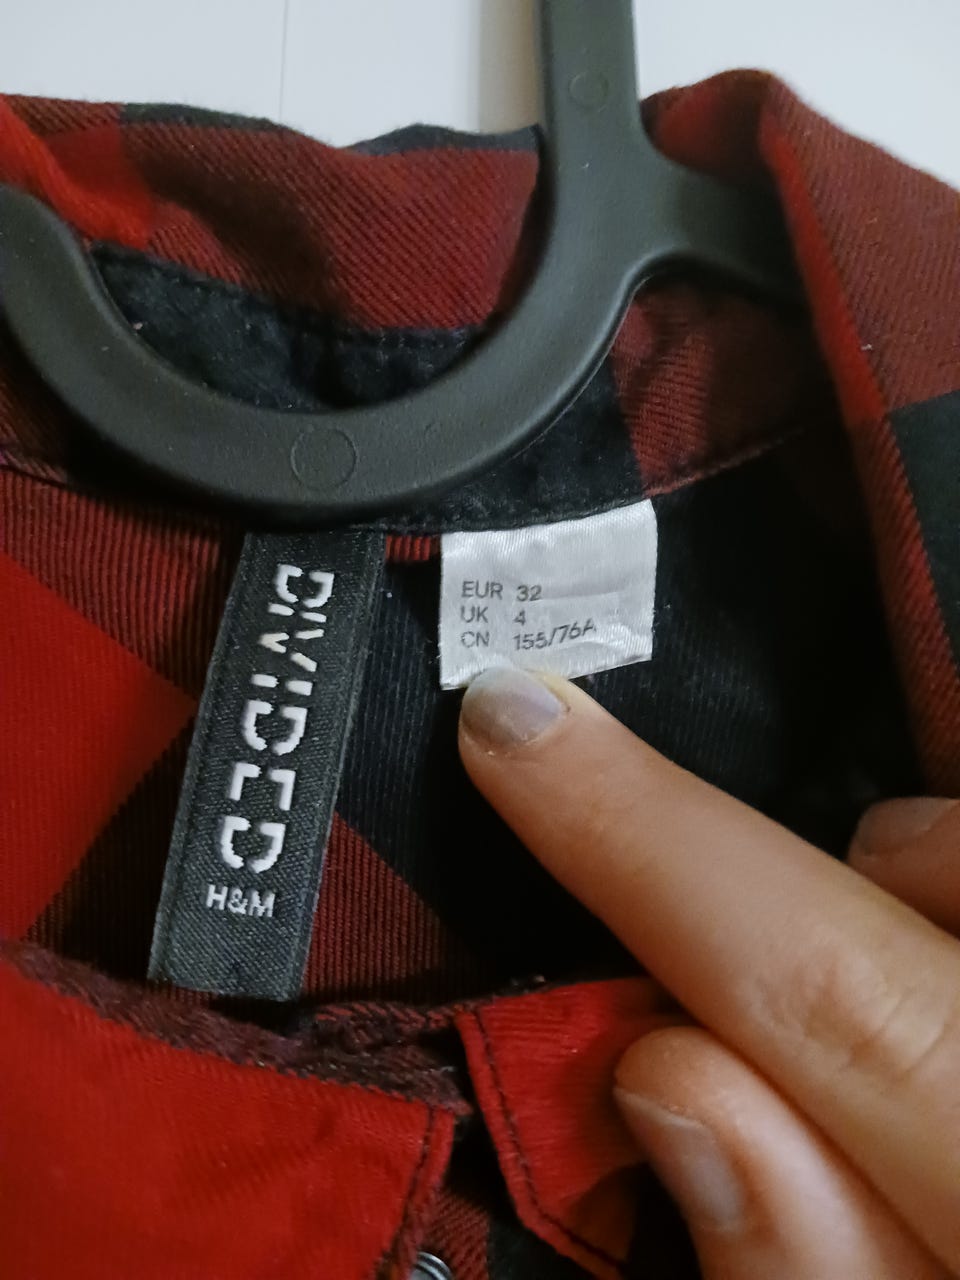 DIVIDED
H&M
EUR 32
UK 4
CN 155/76A